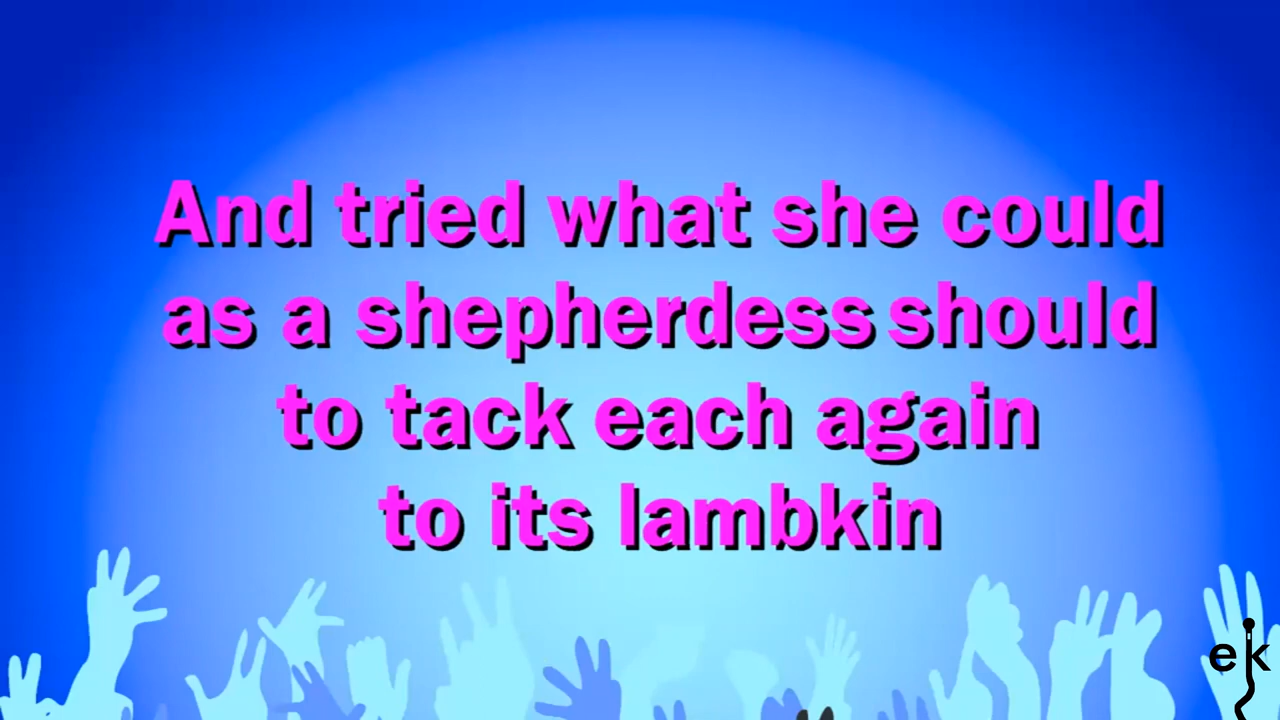 And tried what she could
as a shepherdess should
to tack each again
to its lambkin
ek